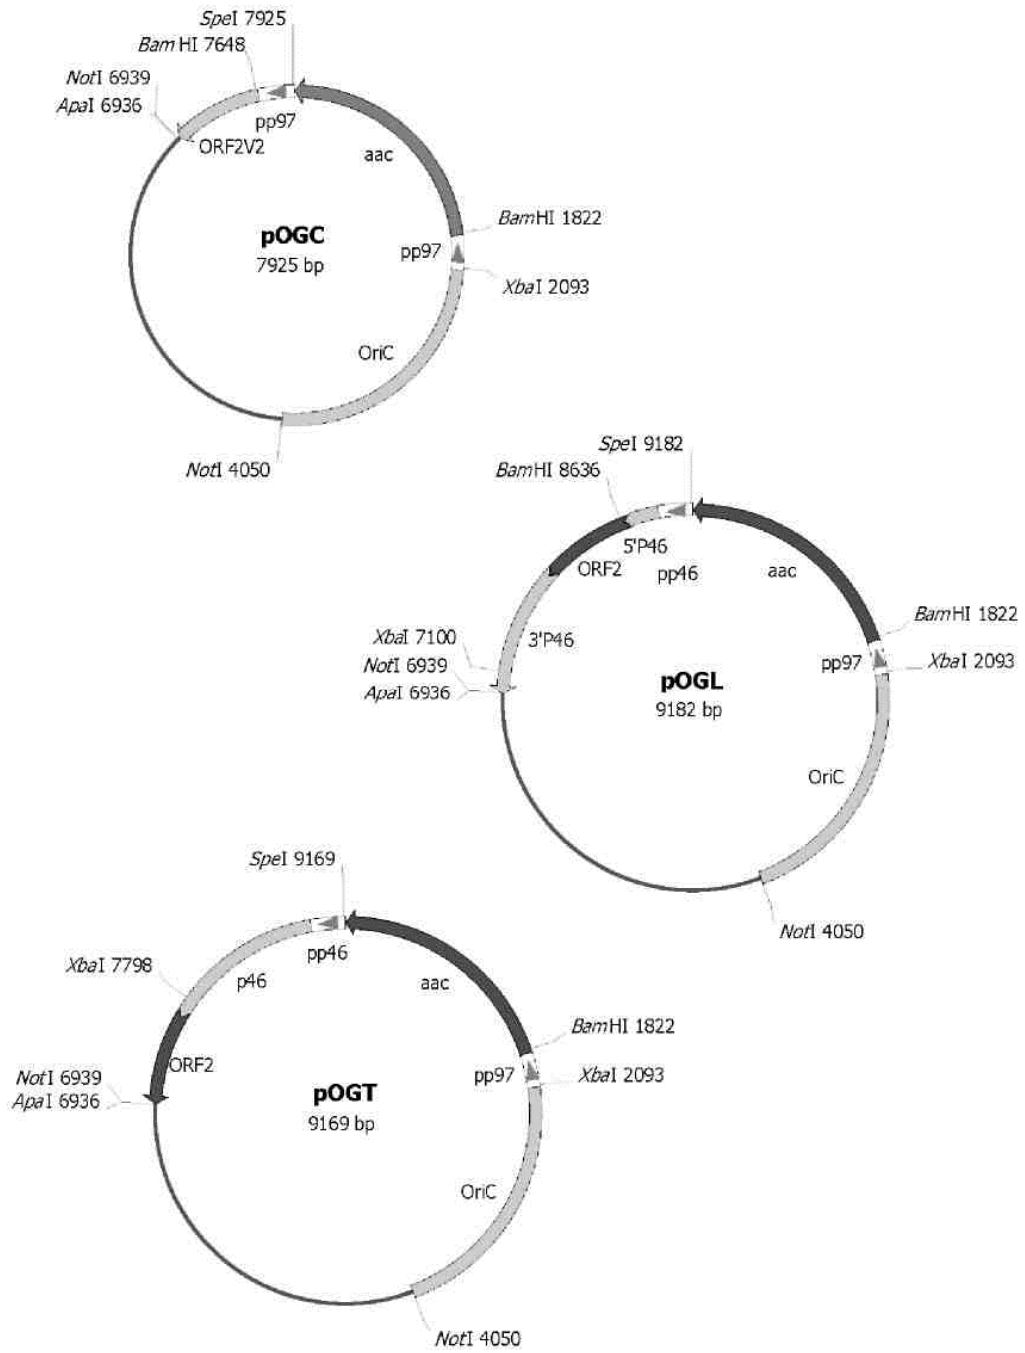 SpeI 7925
BamHI 7648
NotI 6939
ApaI 6936
pp97
ORF2V2
aac
BamHI 1822
pOGC
7925 bp
pp97
XbaI 2093
OriC
NotI 4050
SpeI 9182
BamHI 8636
5'P46
ORF2
pp46
aac
BamHI 1822
XbaI 7100
3'P46
NotI 6939
pp97
XbaI 2093
ApaI 6936
pOGL
9182 bp
OriC
NotI 4050
SpeI 9169
pp46
XbaI 7798
p46
aac
BamHI 1822
ORF2
NotI 6939
pp97
XbaI 2093
ApaI 6936
pOGT
9169 bp
OriC
NotI 4050